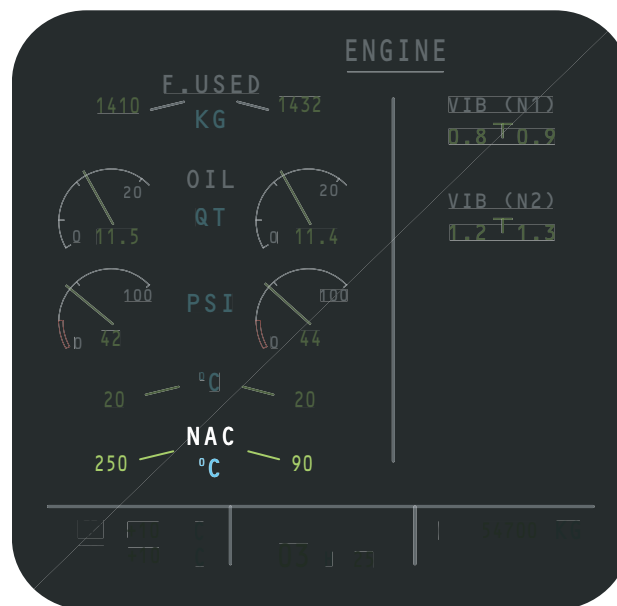 ENGINE
F.USED
1410 1432
KG
VIB (N1)
0.8 0.9
OIL
20 20
QT
0 11.5 0 11.4
VIB (N2)
1.2 1.3
100 PSI 100
0 42 0 44
20 °C 20
NAC
250 °C 90